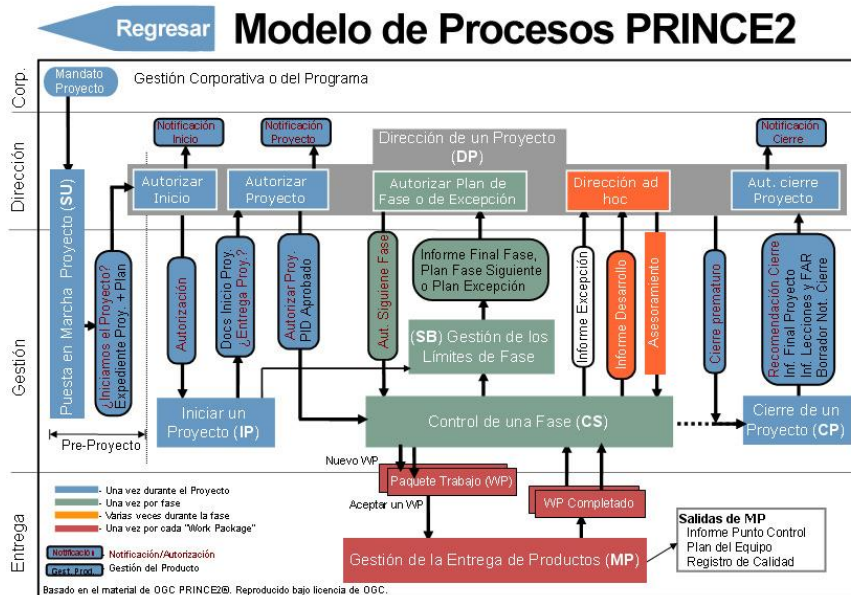 Regresar
Modelo de Procesos PRINCE2
Corp.
Mandato
Proyecto
Gestión Corporativa o del Programa
Dirección
Notificación
Inicio
Notificación
Proyecto
Dirección de un Proyecto
(DP)
Notificación
Cierre
Autorizar
Inicio
Autorizar
Proyecto
Autorizar Plan de
Fase o de Excepción
Dirección ad
hoc
Aut. cierre
Proyecto
Gestión
Puesta en Marcha Proyecto (SU)
¿Iniciamos el Proyecto?
Expediente Proy. + Plan
Autorización
Docs Inicio Proy.
¿Entrega Proy.?
Autorizar Proy.
PID Aprobado
Aut. Siguieme Fase
Informe Final Fase,
Plan Fase Siguiente
o Plan Excepción
Informe Excepción
Informe Desarrollo
Asesoramiento
Cierre prematuro
Recomendación Cierre
Inf. Final Proyecto
Inf. Lecciones y FAR
Borrador Not. Cierre
(SB) Gestión de los
Límites de Fase
Iniciar un
Proyecto (IP)
Control de una Fase (CS)
Cierre de un
Proyecto (CP)
Pre-Proyecto
Entrega
Nuevo WP
Paquete Trabajo (WP)
Aceptar un WP
WP Completado
Gestión de la Entrega de Productos (MP)
Salidas de MP
Informe Punto Control
Plan del Equipo
Registro de Calidad
- Una vez durante el Proyecto
- Una vez por fase
- Varias veces durante la fase
- Una vez por cada "Work Package"
Notificación - Notificación/Autorización
Gest. Prod. - Gestión del Producto
Basado en el material de OGC PRINCE2®. Reproducido bajo licencia de OGC.